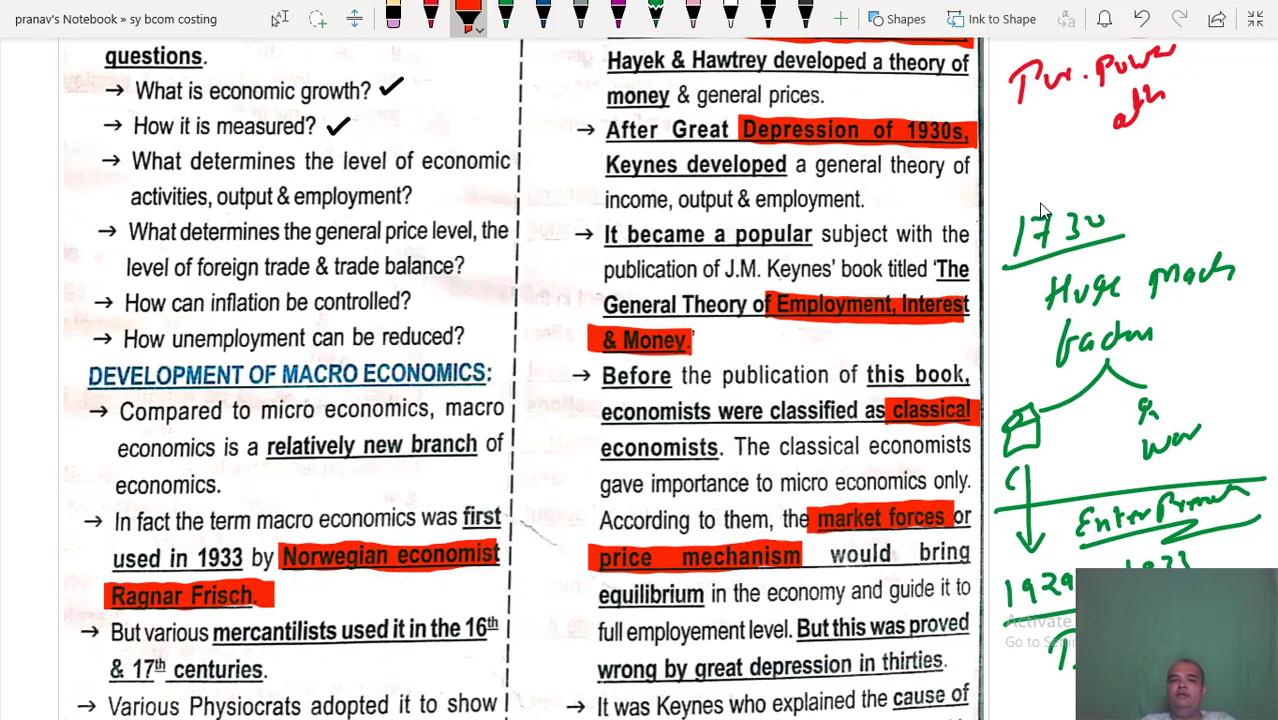 pranav's Notebook » sy bcom costing
Shapes
Ink to Shape
questions.
→ What is economic growth? ✓
→ How it is measured? ✓
→ What determines the level of economic
activities, output & employment?
→ What determines the general price level, the
level of foreign trade & trade balance?
→ How can inflation be controlled?
→ How unemployment can be reduced?
DEVELOPMENT OF MACRO ECONOMICS:
→ Compared to micro economics, macro
economics is a relatively new branch of
economics.
→ In fact the term macro economics was first
used in 1933 by Norwegian economist
Ragnar Frisch.
→ But various mercantilists used it in the 16th
& 17th centuries.
→ Various Physiocrats adopted it to show
Hayek & Hawtrey developed a theory of
money & general prices.
→ After Great Depression of 1930s,
Keynes developed a general theory of
income, output & employment.
→ It became a popular subject with the
publication of J.M. Keynes' book titled 'The
General Theory of Employment, Interest
& Money.'
→ Before the publication of this book,
economists were classified as classical
economists. The classical economists
gave importance to micro economics only.
According to them, the market forces or
price mechanism would bring
equilibrium in the economy and guide it to
full employement level. But this was proved
wrong by great depression in thirties.
→ It was Keynes who explained the cause of
Pur. Power
1730
Huge
1929
Activate
Go to